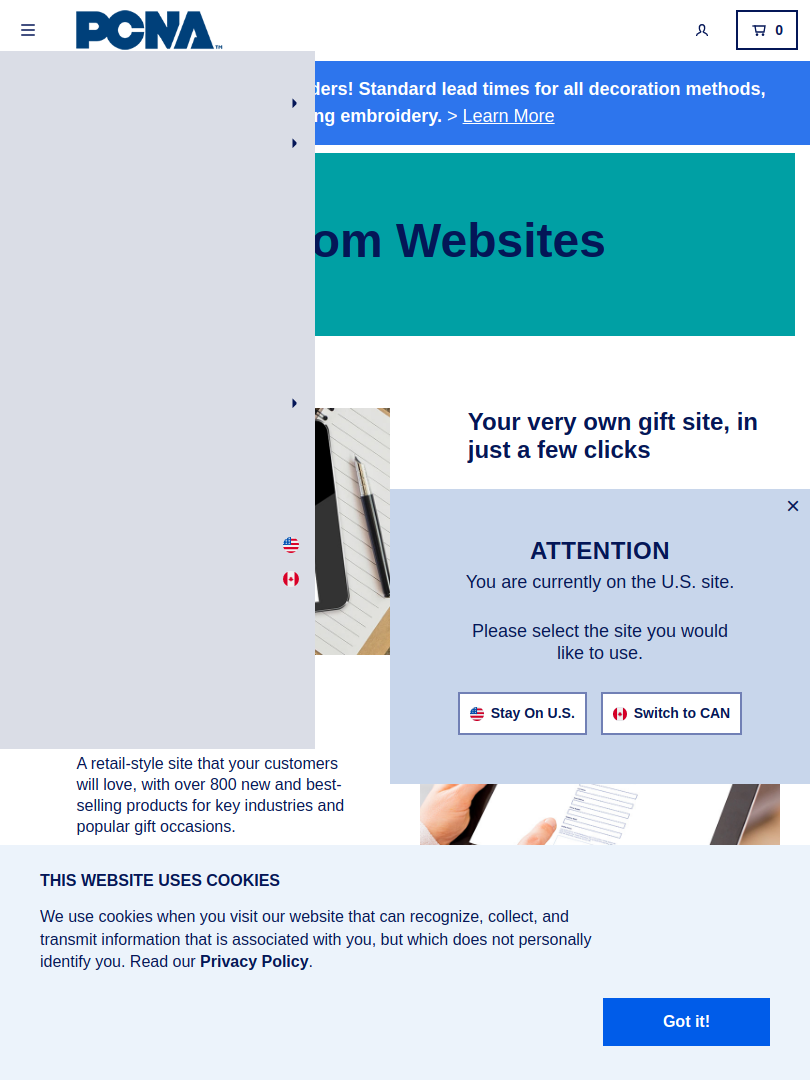 PCNA™
0
ders! Standard lead times for all decoration methods,
ng embroidery. > Learn More
om Websites
Your very own gift site, in
just a few clicks
×
ATTENTION
You are currently on the U.S. site.
Please select the site you would
like to use.
Stay On U.S.
Switch to CAN
A retail-style site that your customers
will love, with over 800 new and best-
selling products for key industries and
popular gift occasions.
THIS WEBSITE USES COOKIES
We use cookies when you visit our website that can recognize, collect, and
transmit information that is associated with you, but which does not personally
identify you. Read our Privacy Policy.
Got it!